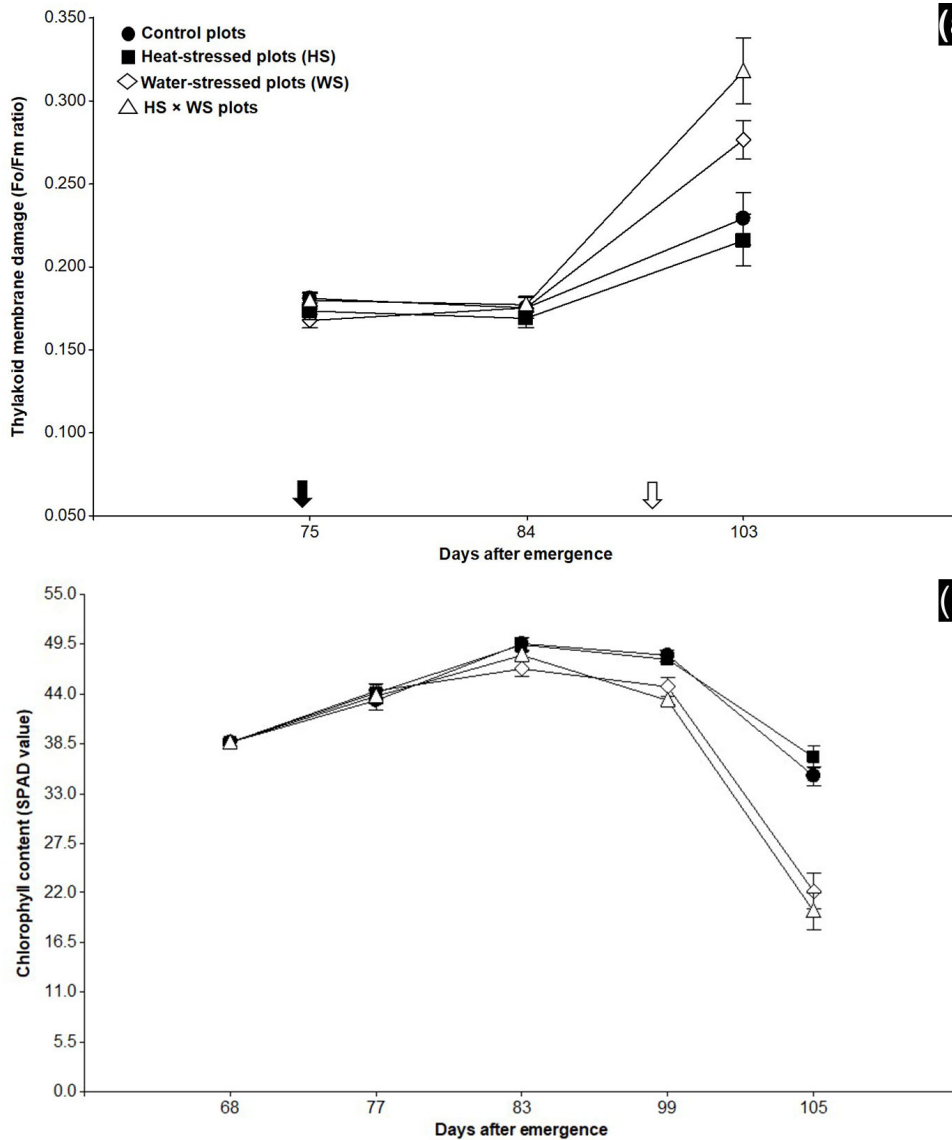 0.350
Control plots
Heat-stressed plots (HS)
Water-stressed plots (WS)
HS × WS plots
0.300
0.250
0.200
0.150
0.100
0.050
Thylakoid membrane damage (Fo/Fm ratio)
75 84 103
Days after emergence
(
55.0
49.5
44.0
38.5
33.0
27.5
22.0
16.5
11.0
5.5
0.0
Chlorophyll content (SPAD value)
68 77 83 99 105
Days after emergence
(